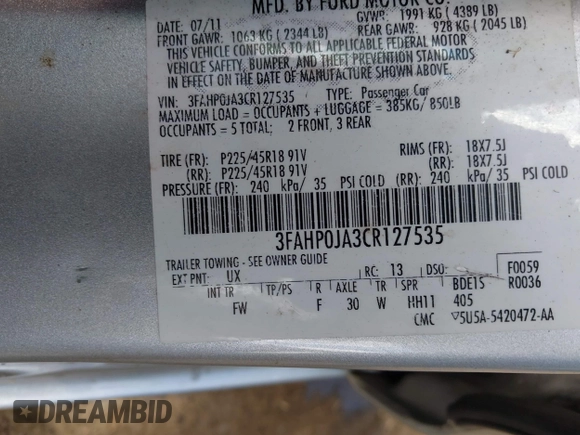 MFD. BY FORD MOTOR CO.
DATE: 07/11 GVWR: 1991 KG ( 4389 LB)
FRONT GAWR: 1063 KG ( 2344 LB) REAR GAWR: 928 KG ( 2045 LB)
THIS VEHICLE CONFORMS TO ALL APPLICABLE FEDERAL MOTOR
VEHICLE SAFETY, BUMPER, AND THEFT PREVENTION STANDARDS
IN EFFECT ON THE DATE OF MANUFACTURE SHOWN ABOVE.
VIN: 3FAHP0JA3CR127535 TYPE: Passenger Car
MAXIMUM LOAD = OCCUPANTS + LUGGAGE = 385KG/ 850LB
OCCUPANTS = 5 TOTAL: 2 FRONT, 3 REAR
TIRE (FR): P225/45R18 91V RIMS (FR): 18X7.5J
(RR): P225/45R18 91V (RR): 18X7.5J
PRESSURE (FR): 240 kPa/ 35 PSI COLD (RR): 240 kPa/ 35 PSI COLD
3FAHP0JA3CR127535
TRAILER TOWING - SEE OWNER GUIDE
EXT PNT: UX RC: 13 DSO: F0059
INT TR TP/PS R AXLE TR SPR BDE1S R0036
FW F 30 W HH11 405
CMC 5U5A-5420472-AA
DREAMBID